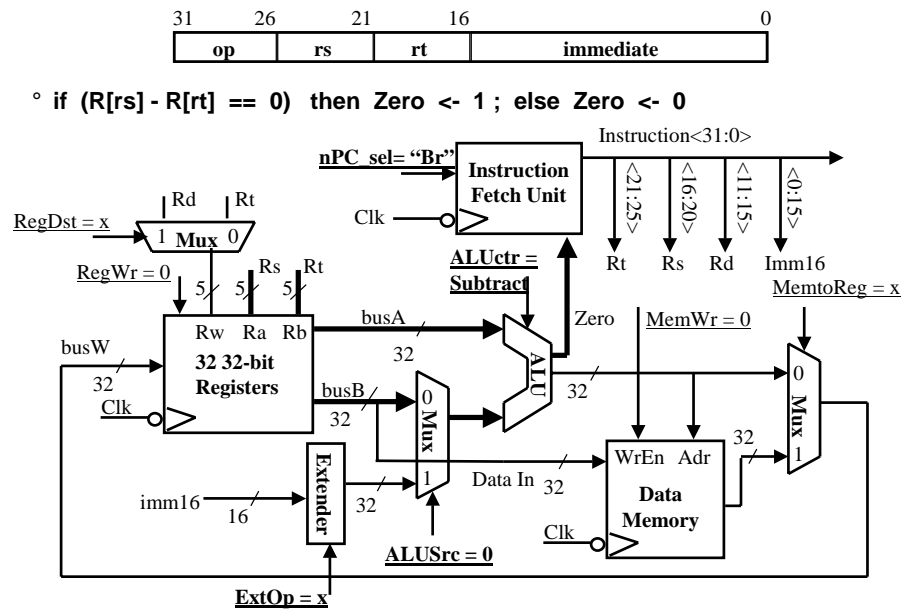 31 26 21 16 0
op rs rt immediate
° if (R[rs] - R[rt] == 0) then Zero <- 1 ; else Zero <- 0
Instruction<31:0>
nPC_sel= “Br”
Instruction
Fetch Unit
<21:25>
<16:20>
<11:15>
<0:15>
Rd Rt
Clk
RegDst = x
1 Mux 0
Rt Rs Rd Imm16
RegWr = 0
Rs Rt
ALUctr =
Subtract
MemtoReg = x
5 5 5
Zero
MemWr = 0
busA
Rw Ra Rb
busW
32
32
32 32-bit
Registers
ALU
32
0
busB
32
0
Mux
Mux
Clk
32
1
WrEn Adr
1
Extender
Data In
32
Data
Memory
imm16
16
32
Clk
ALUSrc = 0
ExtOp = x